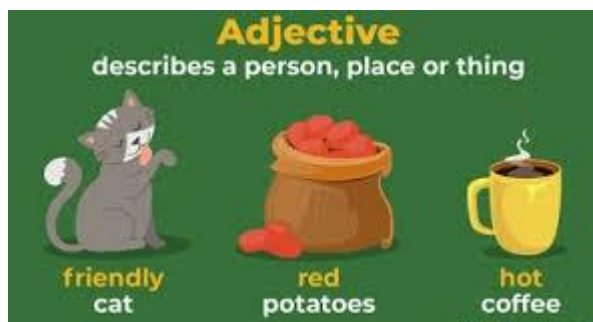 Adjective
describes a person, place or thing
friendly red hot
cat potatoes coffee